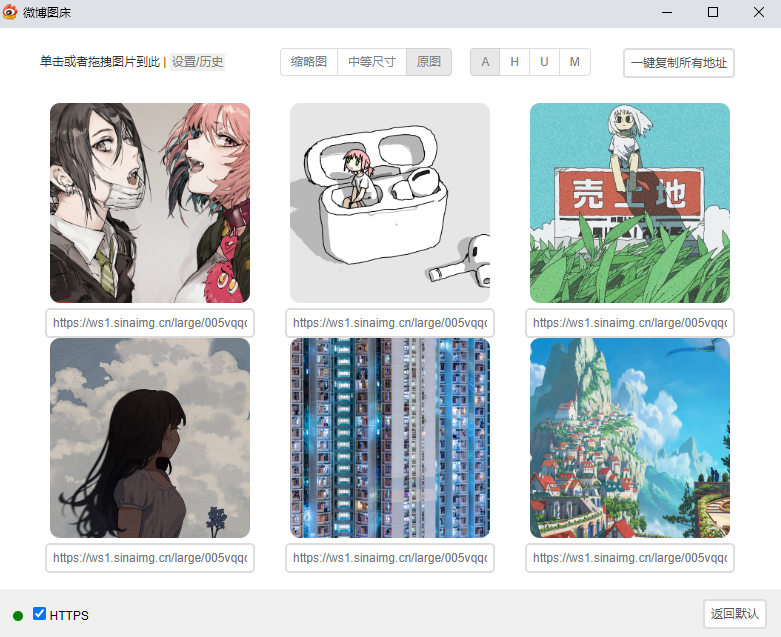 微博图床
单击或者拖拽图片到此 | 设置/历史
缩略图 中等尺寸 原图
A H U M
一键复制所有地址
売土地
https://ws1.sinaimg.cn/large/005vqqc
https://ws1.sinaimg.cn/large/005vqqc
https://ws1.sinaimg.cn/large/005vqqc
https://ws1.sinaimg.cn/large/005vqqc
https://ws1.sinaimg.cn/large/005vqqc
https://ws1.sinaimg.cn/large/005vqqc
HTTPS
返回默认